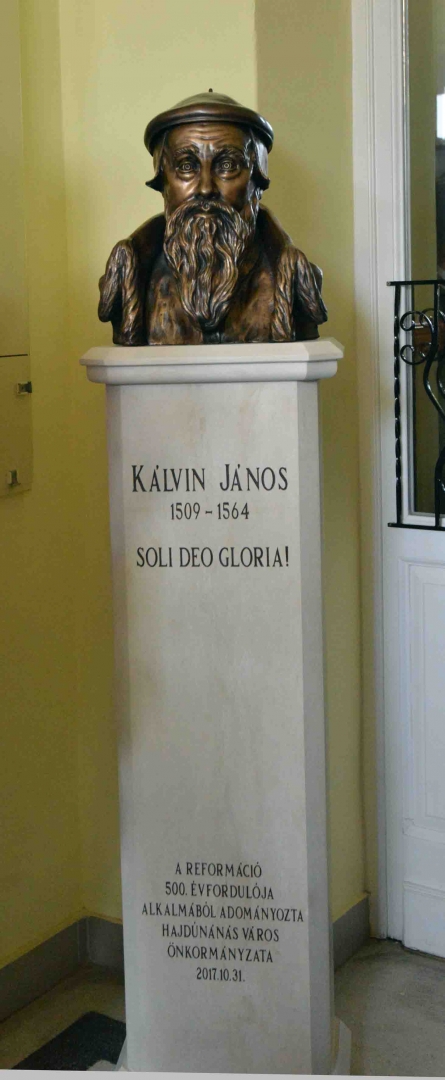 KÁLVIN JÁNOS
1509 - 1564
SOLI DEO GLORIA!
A REFORMÁCIÓ
500. ÉVFORDULÓJA
ALKALMÁBÓL ADOMÁNYOZTA
HAJDÚNÁNÁS VÁROS
ÖNKORMÁNYZATA
2017.10.31.